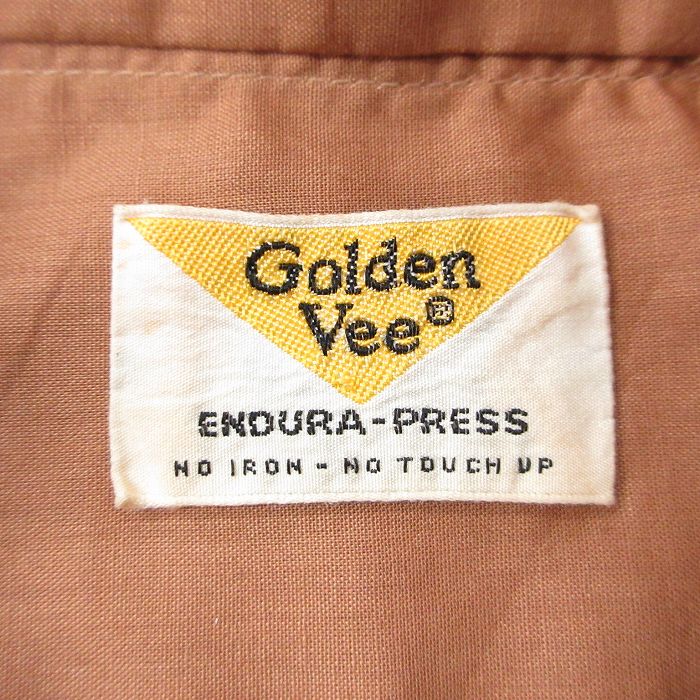 Golden
Vee®
ENDURA-PRESS
NO IRON - NO TOUCH UP